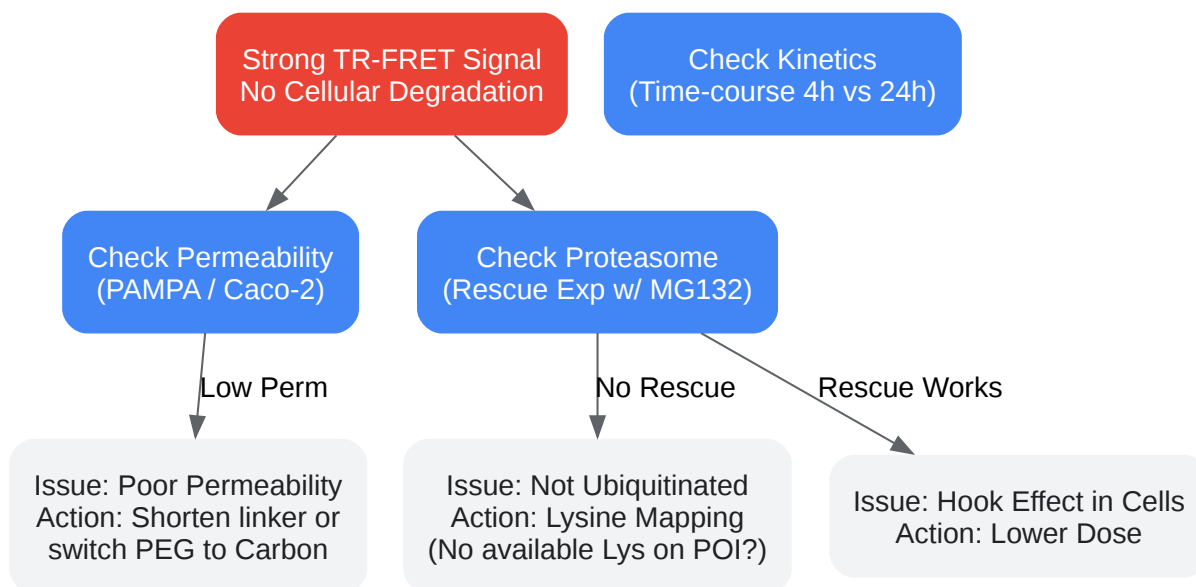 Strong TR-FRET Signal
No Cellular Degradation
Check Kinetics
(Time-course 4h vs 24h)
Check Permeability
(PAMPA / Caco-2)
Check Proteasome
(Rescue Exp w/ MG132)
Low Perm
No Rescue
Rescue Works
Issue: Poor Permeability
Action: Shorten linker or
switch PEG to Carbon
Issue: Not Ubiquitinated
Action: Lysine Mapping
(No available Lys on POI?)
Issue: Hook Effect in Cells
Action: Lower Dose